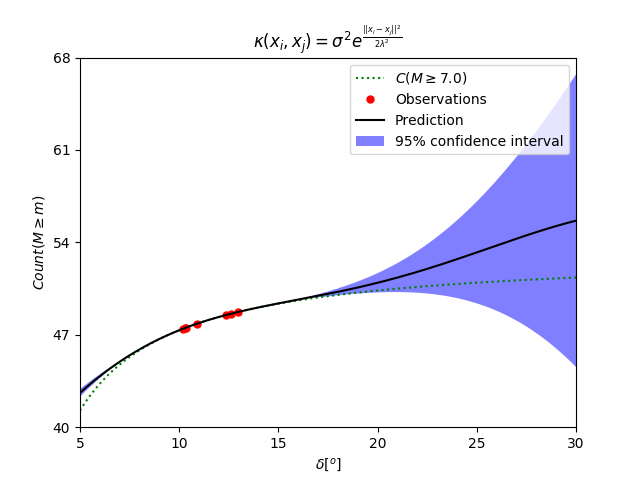 κ(x_i, x_j) = σ²e^{||x_i − x_j||²/2λ²}
68
61
54
47
40
Count(M ≥ m)
C(M ≥ 7.0)
Observations
Prediction
95% confidence interval
5 10 15 20 25 30
δ[°]